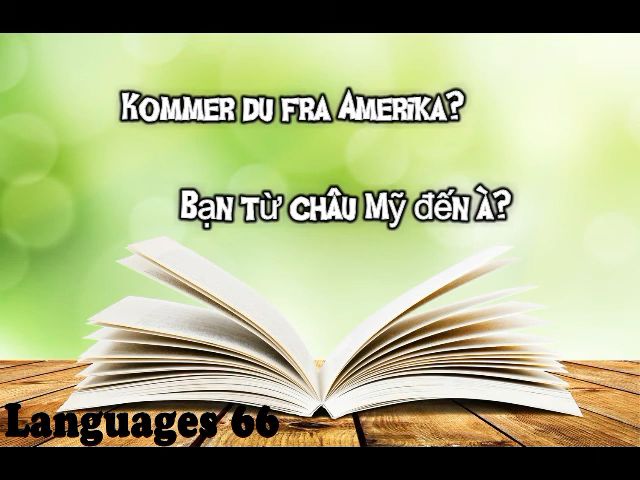 Kommer du fra Amerika?
Bạn từ châu Mỹ đến à?
Languages 66